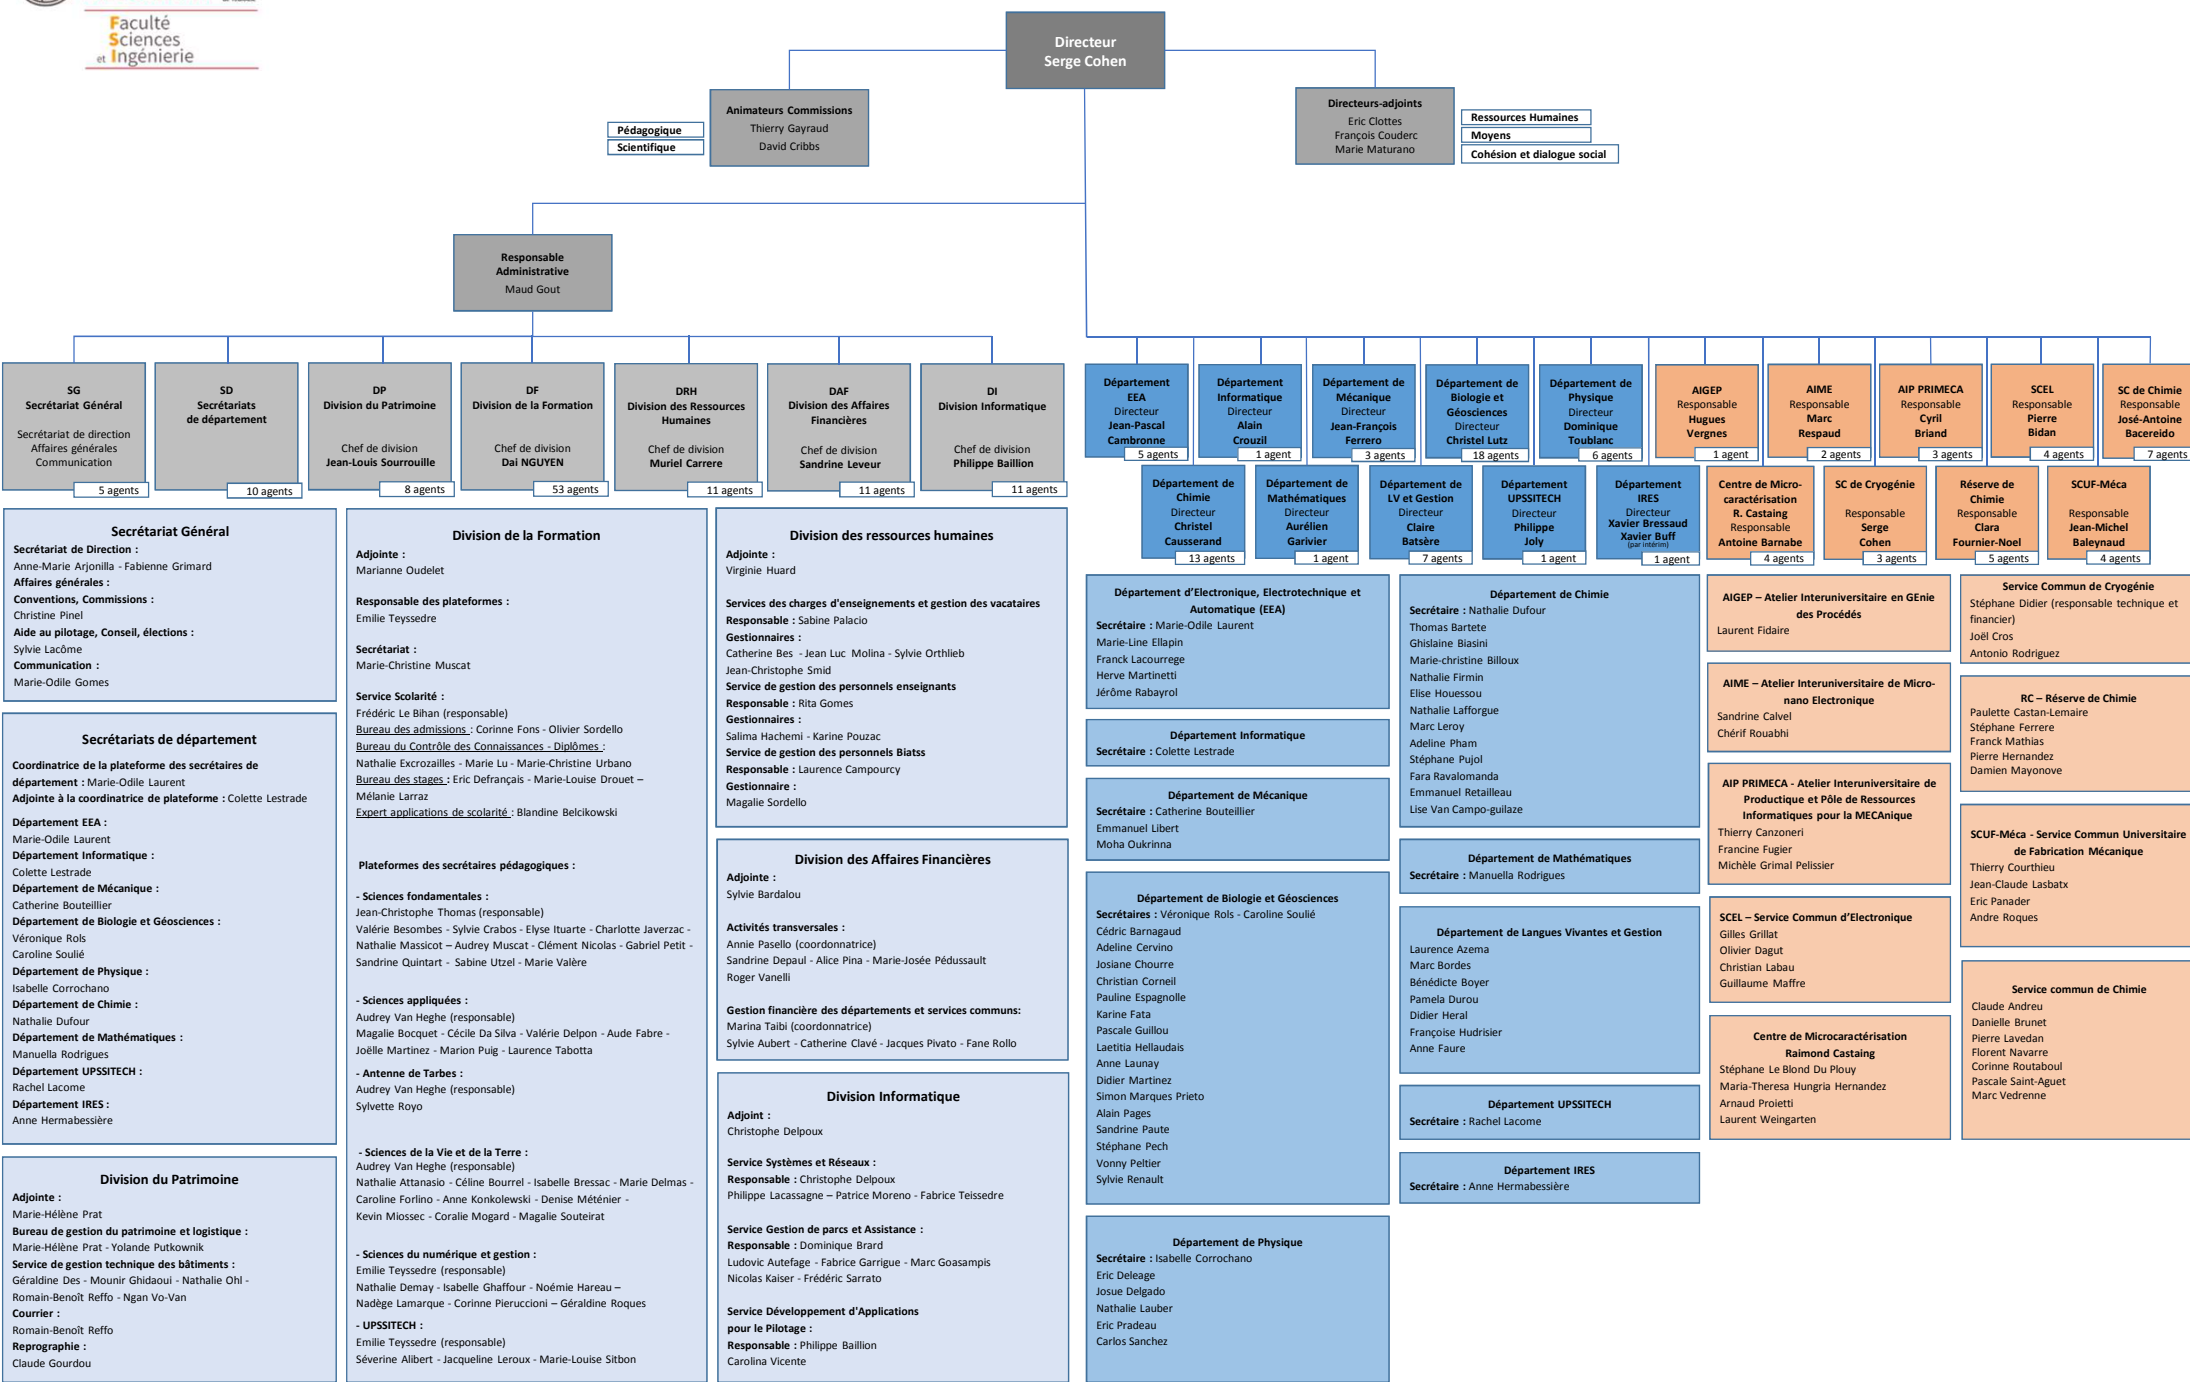 Faculté
Sciences
et Ingénierie
Directeur
Serge Cohen
Animateurs Commissions
Thierry Gayraud
David Cribbs
Pédagogique
Scientifique
Directeurs-adjoints
Eric Clottes
François Couderc
Marie Maturano
Ressources Humaines
Moyens
Cohésion et dialogue social
Responsable
Administrative
Maud Gout
SG
Secrétariat Général
Secrétariat de direction
Affaires générales
Communication
5 agents
SD
Secrétariats
de département
10 agents
DP
Division du Patrimoine
Chef de division
Jean-Louis Sourrouille
8 agents
DF
Division de la Formation
Chef de division
Dai NGUYEN
53 agents
DRH
Division des Ressources
Humaines
Chef de division
Muriel Carrere
11 agents
DAF
Division des Affaires
Financières
Chef de division
Sandrine Leveur
11 agents
DI
Division Informatique
Chef de division
Philippe Baillion
11 agents
Département
EEA
Directeur
Jean-Pascal
Cambronne
5 agents
Département
Informatique
Directeur
Alain
Crouzil
1 agent
Département de
Mécanique
Directeur
Jean-François
Ferrero
3 agents
Département de
Biologie et
Géosciences
Directeur
Christel Lutz
18 agents
Département de
Physique
Directeur
Dominique
Toublanc
6 agents
AIGEP
Responsable
Hugues
Vergnes
1 agent
AIME
Responsable
Marc
Respaud
2 agents
AIP PRIMECA
Responsable
Cyril
Briand
3 agents
SCEL
Responsable
Pierre
Bidan
4 agents
SC de Chimie
Responsable
José-Antoine
Bacereido
7 agents
Département de
Chimie
Directeur
Christel
Causserand
13 agents
Département de
Mathématiques
Directeur
Aurélien
Garivier
1 agent
Département de
LV et Gestion
Directeur
Claire
Batsère
7 agents
Département
UPSSITECH
Directeur
Philippe
Joly
1 agent
Département
IRES
Directeur
Xavier Bressaud
Xavier Buff
(par intérim)
1 agent
Centre de Micro-
caractérisation
R. Castaing
Responsable
Antoine Barnabe
4 agents
SC de Cryogénie
Responsable
Serge
Cohen
3 agents
Réserve de
Chimie
Responsable
Clara
Fournier-Noel
5 agents
SCUF-Méca
Responsable
Jean-Michel
Baleynaud
4 agents
Secrétariat Général
Secrétariat de Direction :
Anne-Marie Arjonilla - Fabienne Grimard
Affaires générales :
Conventions, Commissions :
Christine Pinel
Aide au pilotage, Conseil, élections :
Sylvie Lacôme
Communication :
Marie-Odile Gomes
Secrétariats de département
Coordinatrice de la plateforme des secrétaires de
département : Marie-Odile Laurent
Adjointe à la coordinatrice de plateforme : Colette Lestrade
Département EEA :
Marie-Odile Laurent
Département Informatique :
Colette Lestrade
Département de Mécanique :
Catherine Bouteillier
Département de Biologie et Géosciences :
Véronique Rols
Caroline Soulié
Département de Physique :
Isabelle Corrochano
Département de Chimie :
Nathalie Dufour
Département de Mathématiques :
Manuella Rodrigues
Département UPSSITECH :
Rachel Lacome
Département IRES :
Anne Hermabessière
Division du Patrimoine
Adjointe :
Marie-Hélène Prat
Bureau de gestion du patrimoine et logistique :
Marie-Hélène Prat - Yolande Putkownik
Service de gestion technique des bâtiments :
Géraldine Des - Mounir Ghidaoui - Nathalie Ohl -
Romain-Benoît Reffo - Ngan Vo-Van
Courrier :
Romain-Benoît Reffo
Reprographie :
Claude Gourdou
Division de la Formation
Adjointe :
Marianne Oudelet
Responsable des plateformes :
Emilie Teyssedre
Secrétariat :
Marie-Christine Muscat
Service Scolarité :
Frédéric Le Bihan (responsable)
Bureau des admissions : Corinne Fons - Olivier Sordello
Bureau du Contrôle des Connaissances - Diplômes :
Nathalie Excrozailles - Marie Lu - Marie-Christine Urbano
Bureau des stages : Eric Defrançais - Marie-Louise Drouet –
Mélanie Larraz
Expert applications de scolarité : Blandine Belcikowski
Plateformes des secrétaires pédagogiques :
- Sciences fondamentales :
Jean-Christophe Thomas (responsable)
Valérie Besombes - Sylvie Crabos - Elyse Ituarte - Charlotte Javerzac -
Nathalie Massicot – Audrey Muscat - Clément Nicolas - Gabriel Petit -
Sandrine Quintart - Sabine Utzel - Marie Valère
- Sciences appliquées :
Audrey Van Heghe (responsable)
Magalie Bocquet - Cécile Da Silva - Valérie Delpon - Aude Fabre -
Joëlle Martinez - Marion Puig - Laurence Tabotta
- Antenne de Tarbes :
Audrey Van Heghe (responsable)
Sylvette Royo
- Sciences de la Vie et de la Terre :
Audrey Van Heghe (responsable)
Nathalie Attanasio - Céline Bourrel - Isabelle Bressac - Marie Delmas -
Caroline Forlino - Anne Konkolewski - Denise Méténier -
Kevin Miossec - Coralie Mogard - Magalie Souteirat
- Sciences du numérique et gestion :
Emilie Teyssedre (responsable)
Nathalie Demay - Isabelle Ghaffour - Noémie Hareau –
Nadège Lamarque - Corinne Pieruccioni – Géraldine Roques
- UPSSITECH :
Emilie Teyssedre (responsable)
Séverine Alibert - Jacqueline Leroux - Marie-Louise Sitbon
Division des ressources humaines
Adjointe :
Virginie Huard
Services des charges d'enseignements et gestion des vacataires
Responsable : Sabine Palacio
Gestionnaires :
Catherine Bes - Jean Luc Molina - Sylvie Orthlieb
Jean-Christophe Smid
Service de gestion des personnels enseignants
Responsable : Rita Gomes
Gestionnaires :
Salima Hachemi - Karine Pouzac
Service de gestion des personnels Biatss
Responsable : Laurence Campourcy
Gestionnaire :
Magalie Sordello
Division des Affaires Financières
Adjointe :
Sylvie Bardalou
Activités transversales :
Annie Pasello (coordonnatrice)
Sandrine Depaul - Alice Pina - Marie-Josée Pédussault
Roger Vanelli
Gestion financière des départements et services communs:
Marina Taibi (coordonnatrice)
Sylvie Aubert - Catherine Clavé - Jacques Pivato - Fane Rollo
Division Informatique
Adjoint :
Christophe Delpoux
Service Systèmes et Réseaux :
Responsable : Christophe Delpoux
Philippe Lacassagne – Patrice Moreno - Fabrice Teissedre
Service Gestion de parcs et Assistance :
Responsable : Dominique Brard
Ludovic Autefage - Fabrice Garrigue - Marc Goasampis
Nicolas Kaiser - Frédéric Sarrato
Service Développement d'Applications
pour le Pilotage :
Responsable : Philippe Baillion
Carolina Vicente
Département d'Electronique, Electrotechnique et
Automatique (EEA)
Secrétaire : Marie-Odile Laurent
Marie-Line Ellapin
Franck Lacourrege
Herve Martinetti
Jérôme Rabayrol
Département Informatique
Secrétaire : Colette Lestrade
Département de Mécanique
Secrétaire : Catherine Bouteillier
Emmanuel Libert
Moha Oukrinna
Département de Biologie et Géosciences
Secrétaires : Véronique Rols - Caroline Soulié
Cédric Barnagaud
Adeline Cervino
Josiane Chourre
Christian Corneil
Pauline Espagnolle
Karine Fata
Pascale Guillou
Laetitia Hellaudais
Anne Launay
Didier Martinez
Simon Marques Prieto
Alain Pages
Sandrine Paute
Stéphane Pech
Vonny Peltier
Sylvie Renault
Département de Physique
Secrétaire : Isabelle Corrochano
Eric Deleage
Josue Delgado
Nathalie Lauber
Eric Pradeau
Carlos Sanchez
Département de Chimie
Secrétaire : Nathalie Dufour
Thomas Bartete
Ghislaine Biasini
Marie-christine Billoux
Nathalie Firmin
Elise Houessou
Nathalie Lafforgue
Marc Leroy
Adeline Pham
Stéphane Pujol
Fara Ravalomanda
Emmanuel Retailleau
Lise Van Campo-guilaze
Département de Mathématiques
Secrétaire : Manuella Rodrigues
Département de Langues Vivantes et Gestion
Laurence Azema
Marc Bordes
Bénédicte Boyer
Pamela Durou
Didier Heral
Françoise Hudrisier
Anne Faure
Département UPSSITECH
Secrétaire : Rachel Lacome
Département IRES
Secrétaire : Anne Hermabessière
AIGEP – Atelier Interuniversitaire en GEnie
des Procédés
Laurent Fidaire
AIME – Atelier Interuniversitaire de Micro-
nano Electronique
Sandrine Calvel
Chérif Rouabhi
AIP PRIMECA - Atelier Interuniversitaire de
Productique et Pôle de Ressources
Informatiques pour la MECAnique
Thierry Canzoneri
Francine Fugier
Michèle Grimal Pelissier
SCEL – Service Commun d'Electronique
Gilles Grillat
Olivier Dagut
Christian Labau
Guillaume Maffre
Centre de Microcaractérisation
Raimond Castaing
Stéphane Le Blond Du Plouy
Maria-Theresa Hungria Hernandez
Arnaud Proietti
Laurent Weingarten
Service Commun de Cryogénie
Stéphane Didier (responsable technique et
financier)
Joël Cros
Antonio Rodriguez
RC – Réserve de Chimie
Paulette Castan-Lemaire
Stéphane Ferrere
Franck Mathias
Pierre Hernandez
Damien Mayonove
SCUF-Méca - Service Commun Universitaire
de Fabrication Mécanique
Thierry Courthieu
Jean-Claude Lasbatx
Eric Panader
Andre Roques
Service commun de Chimie
Claude Andreu
Danielle Brunet
Pierre Lavedan
Florent Navarre
Corinne Routaboul
Pascale Saint-Aguet
Marc Vedrenne